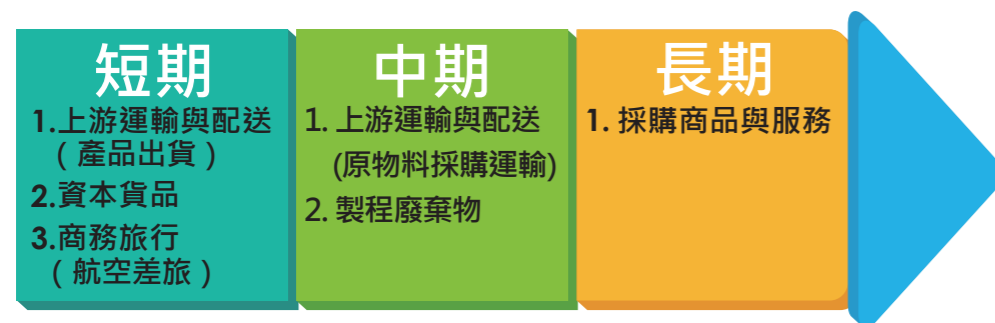 短期
1.上游運輸與配送
（產品出貨）
2.資本貨品
3.商務旅行
（航空差旅）
中期
1. 上游運輸與配送
(原物料採購運輸)
2. 製程廢棄物
長期
1. 採購商品與服務